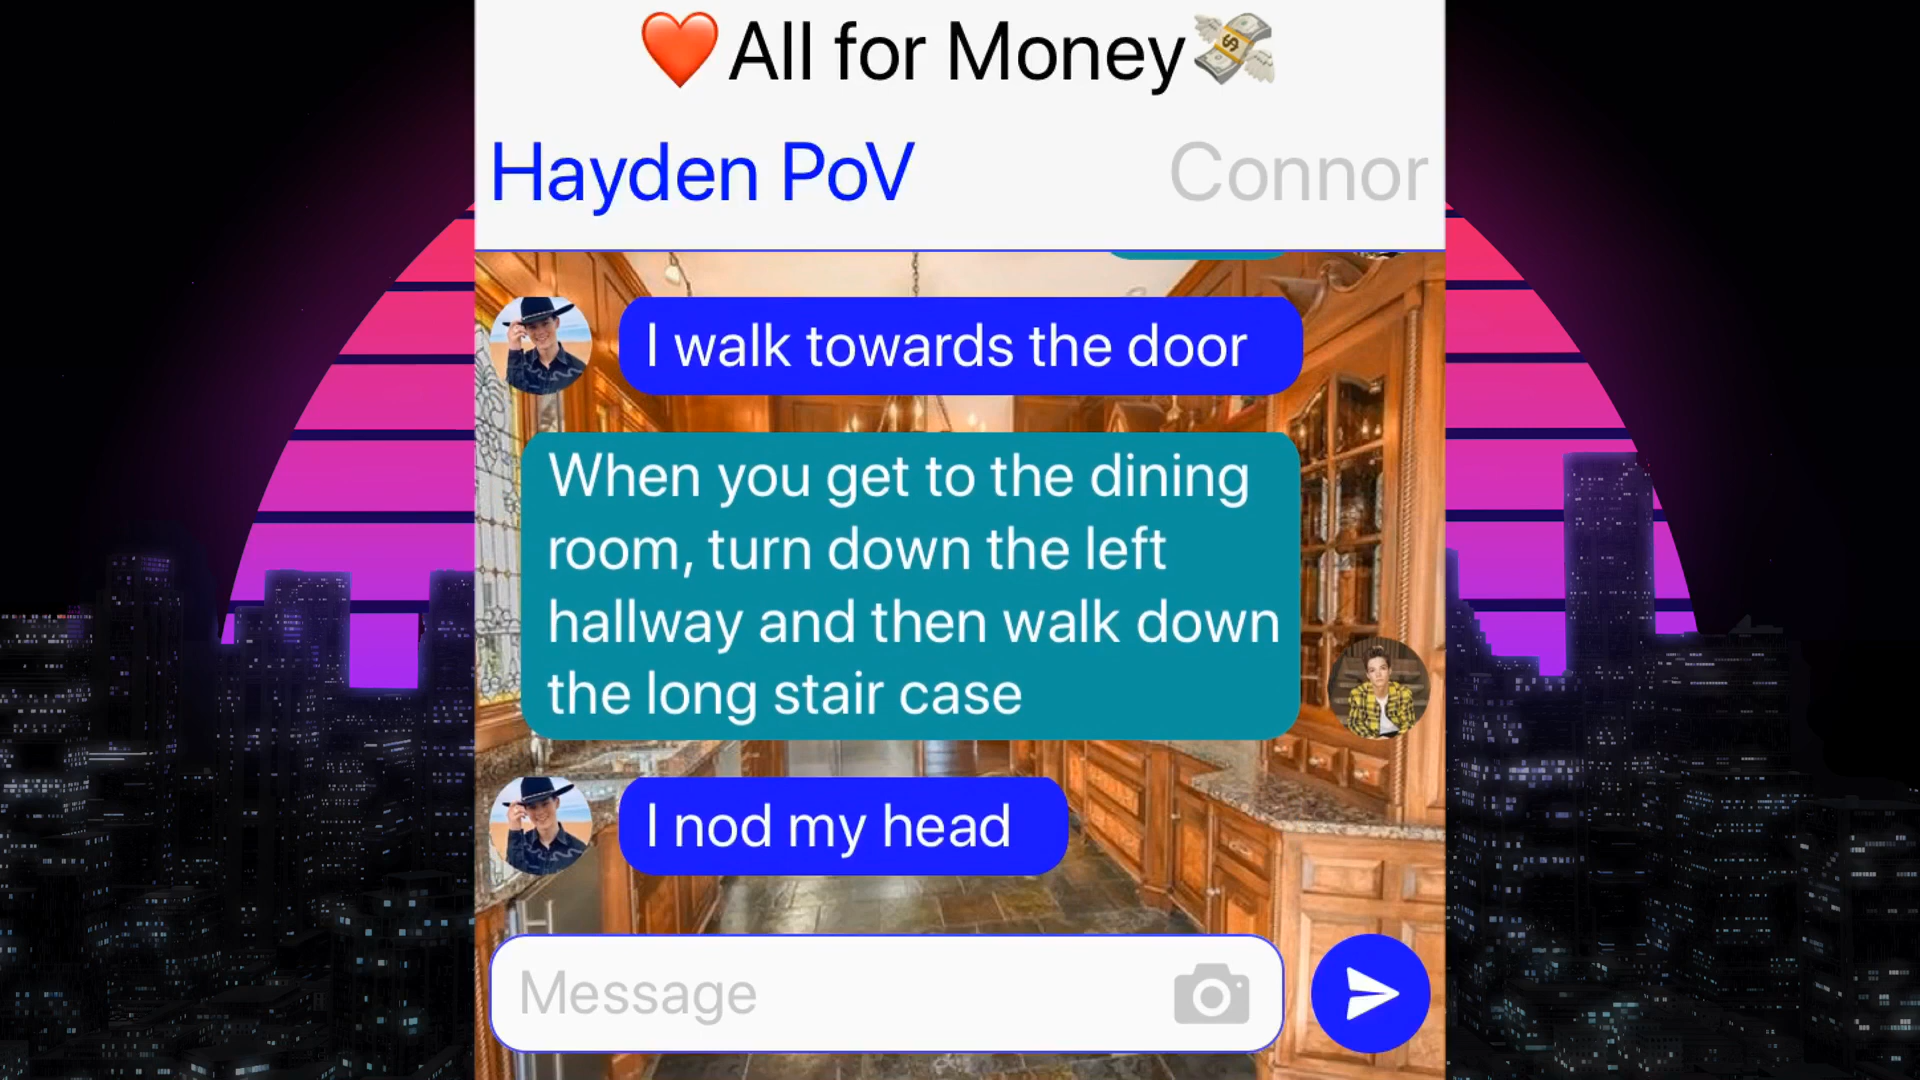 ❤️All for Money💸
Hayden PoV
Connor
I walk towards the door
When you get to the dining
room, turn down the left
hallway and then walk down
the long stair case
I nod my head
Message